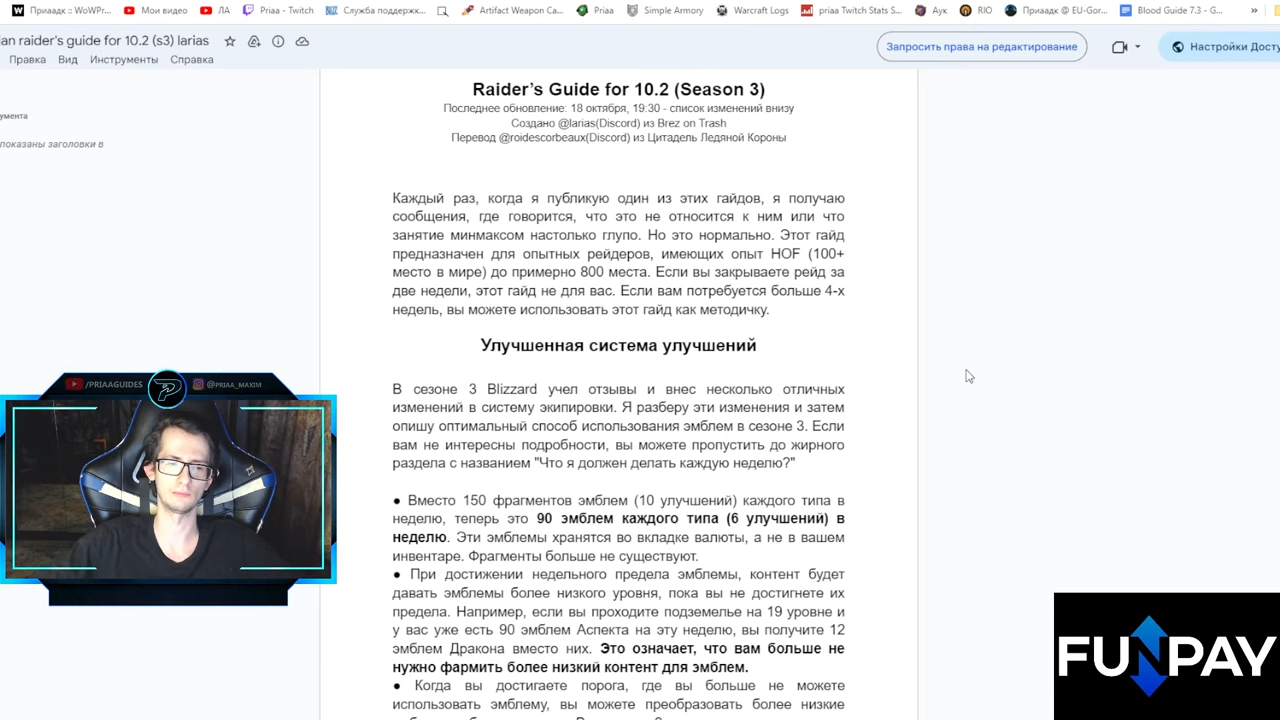 Приаадк :: WoWPr...
Мои видео
ЛА
Priaa - Twitch
Служба поддержк...
Artifact Weapon Ca...
Priaa
Simple Armory
Warcraft Logs
priaa Twitch Stats S...
Аук
RIO
Приаадк @ EU-Gor...
Blood Guide 7.3 - G...
»
ian raider's guide for 10.2 (s3) larias
Запросить права на редактирование
Настройки Досту
Правка Вид Инструменты Справка
умента
показаны заголовки в
Raider's Guide for 10.2 (Season 3)
Последнее обновление: 18 октября, 19:30 - список изменений внизу
Создано @larias(Discord) из Brez on Trash
Перевод @roidescorbeaux(Discord) из Цитадель Ледяной Короны
Каждый раз, когда я публикую один из этих гайдов, я получаю
сообщения, где говорится, что это не относится к ним или что
занятие минмаксом настолько глупо. Но это нормально. Этот гайд
предназначен для опытных рейдеров, имеющих опыт HOF (100+
место в мире) до примерно 800 места. Если вы закрываете рейд за
две недели, этот гайд не для вас. Если вам потребуется больше 4-х
недель, вы можете использовать этот гайд как методичку.
Улучшенная система улучшений
В сезоне 3 Blizzard учел отзывы и внес несколько отличных
изменений в систему экипировки. Я разберу эти изменения и затем
опишу оптимальный способ использования эмблем в сезоне 3. Если
вам не интересны подробности, вы можете пропустить до жирного
раздела с названием "Что я должен делать каждую неделю?"
● Вместо 150 фрагментов эмблем (10 улучшений) каждого типа в
неделю, теперь это 90 эмблем каждого типа (6 улучшений) в
неделю. Эти эмблемы хранятся во вкладке валюты, а не в вашем
инвентаре. Фрагменты больше не существуют.
● При достижении недельного предела эмблемы, контент будет
давать эмблемы более низкого уровня, пока вы не достигнете их
предела. Например, если вы проходите подземелье на 19 уровне и
у вас уже есть 90 эмблем Аспекта на эту неделю, вы получите 12
эмблем Дракона вместо них. Это означает, что вам больше не
нужно фармить более низкий контент для эмблем.
● Когда вы достигаете порога, где вы больше не можете
использовать эмблему, вы можете преобразовать более низкие
/PRIAAGUIDES
@PRIAA_MAKIM
FUNPAY